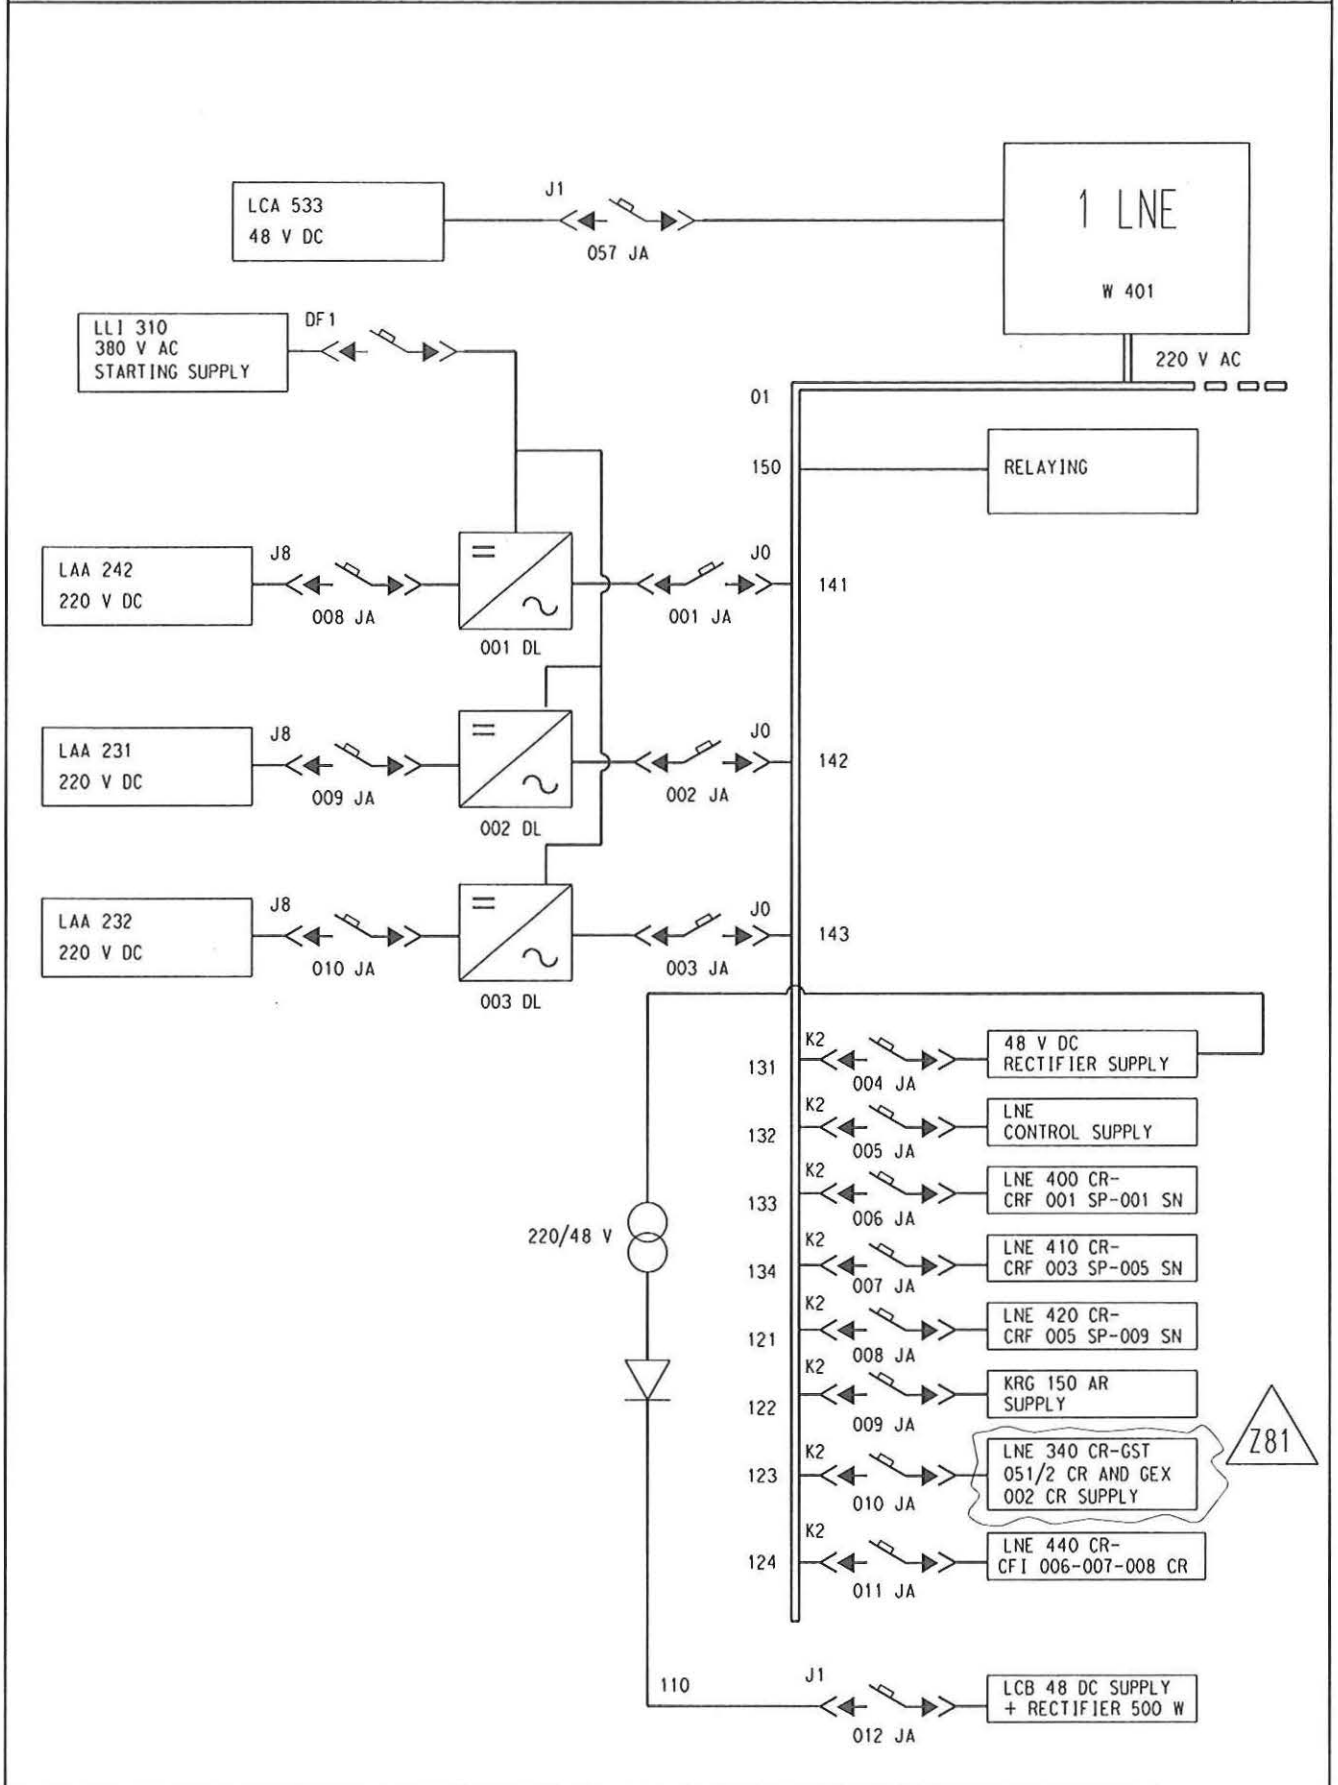 J1
LCA 533
48 V DC
057 JA
1 LNE
W 401
220 V AC
LLI 310
380 V AC
STARTING SUPPLY
DF1
01
150
RELAYING
LAA 242
220 V DC
J8
008 JA
001 DL
001 JA
J0
141
LAA 231
220 V DC
J8
009 JA
002 DL
002 JA
J0
142
LAA 232
220 V DC
J8
010 JA
003 DL
003 JA
J0
143
131
K2
004 JA
48 V DC
RECTIFIER SUPPLY
132
K2
005 JA
LNE
CONTROL SUPPLY
133
K2
006 JA
LNE 400 CR-
CRF 001 SP-001 SN
220/48 V
134
K2
007 JA
LNE 410 CR-
CRF 003 SP-005 SN
121
K2
008 JA
LNE 420 CR-
CRF 005 SP-009 SN
122
K2
009 JA
KRG 150 AR
SUPPLY
123
K2
010 JA
LNE 340 CR-GST
051/2 CR AND GEX
002 CR SUPPLY
Z81
124
K2
011 JA
LNE 440 CR-
CFI 006-007-008 CR
110
J1
012 JA
LCB 48 DC SUPPLY
+ RECTIFIER 500 W